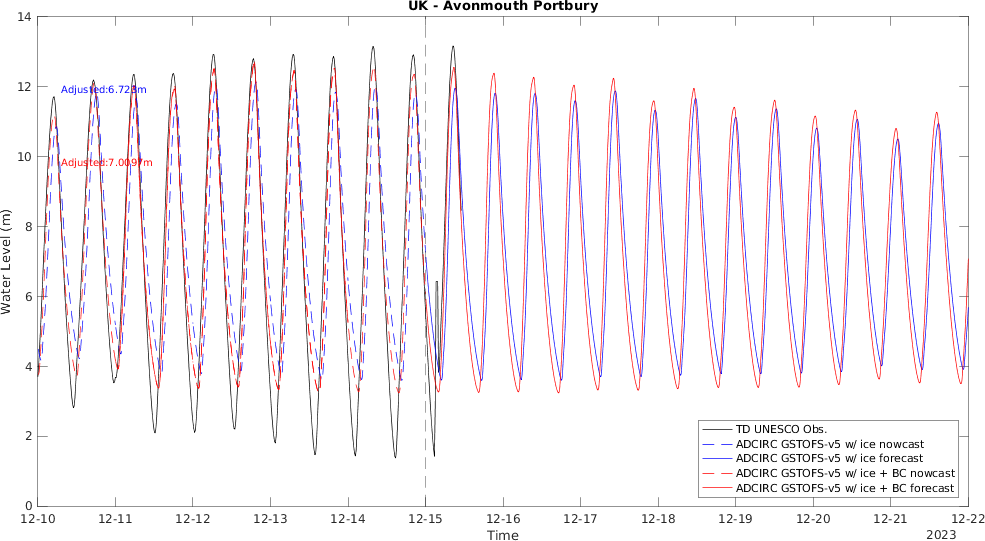 UK - Avonmouth Portbury
14
12
10
8
6
4
2
0
Water Level (m)
Adjusted:6.723m
Adjusted:7.0097m
TD UNESCO Obs.
ADCIRC GSTOFS-v5 w/ ice nowcast
ADCIRC GSTOFS-v5 w/ ice forecast
ADCIRC GSTOFS-v5 w/ ice + BC nowcast
ADCIRC GSTOFS-v5 w/ ice + BC forecast
12-10 12-11 12-12 12-13 12-14 12-15 12-16 12-17 12-18 12-19 12-20 12-21 12-22
Time
2023